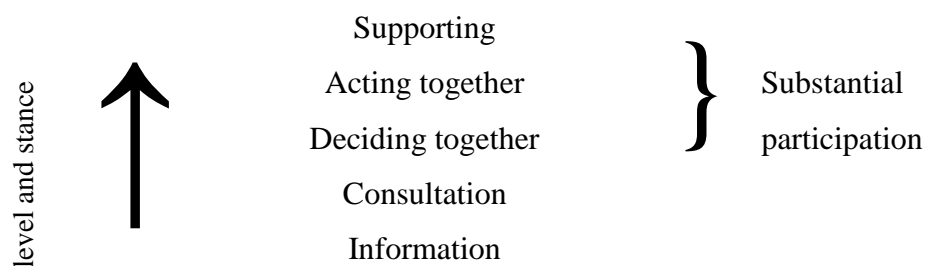 Supporting
Acting together
Deciding together
Consultation
Information
level and stance
}
Substantial
participation